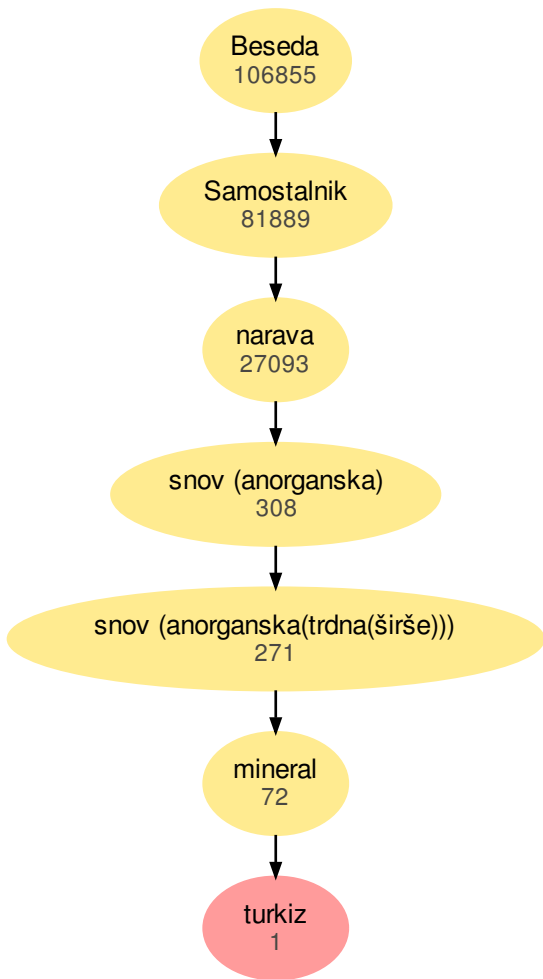 Beseda
106855
Samostalnik
81889
narava
27093
snov (anorganska)
308
snov (anorganska(trdna(širše)))
271
mineral
72
turkiz
1